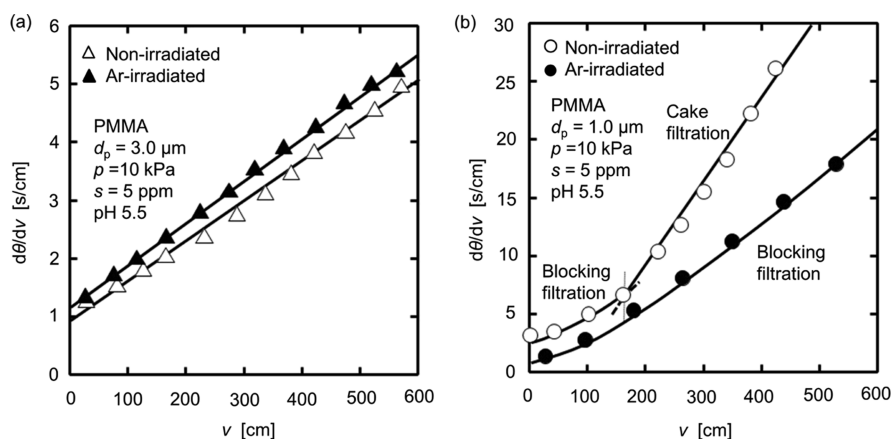 (a)
6
5
4
3
2
1
0
dθ/dv [s/cm]
△ Non-irradiated
▲ Ar-irradiated
PMMA
dp = 3.0 μm
p =10 kPa
s = 5 ppm
pH 5.5
0 100 200 300 400 500 600
v [cm]
(b)
30
25
20
15
10
5
0
dθ/dv [s/cm]
○ Non-irradiated
● Ar-irradiated
PMMA
dp = 1.0 μm
p =10 kPa
s = 5 ppm
pH 5.5
Cake
filtration
Blocking
filtration
Blocking
filtration
0 100 200 300 400 500 600
v [cm]